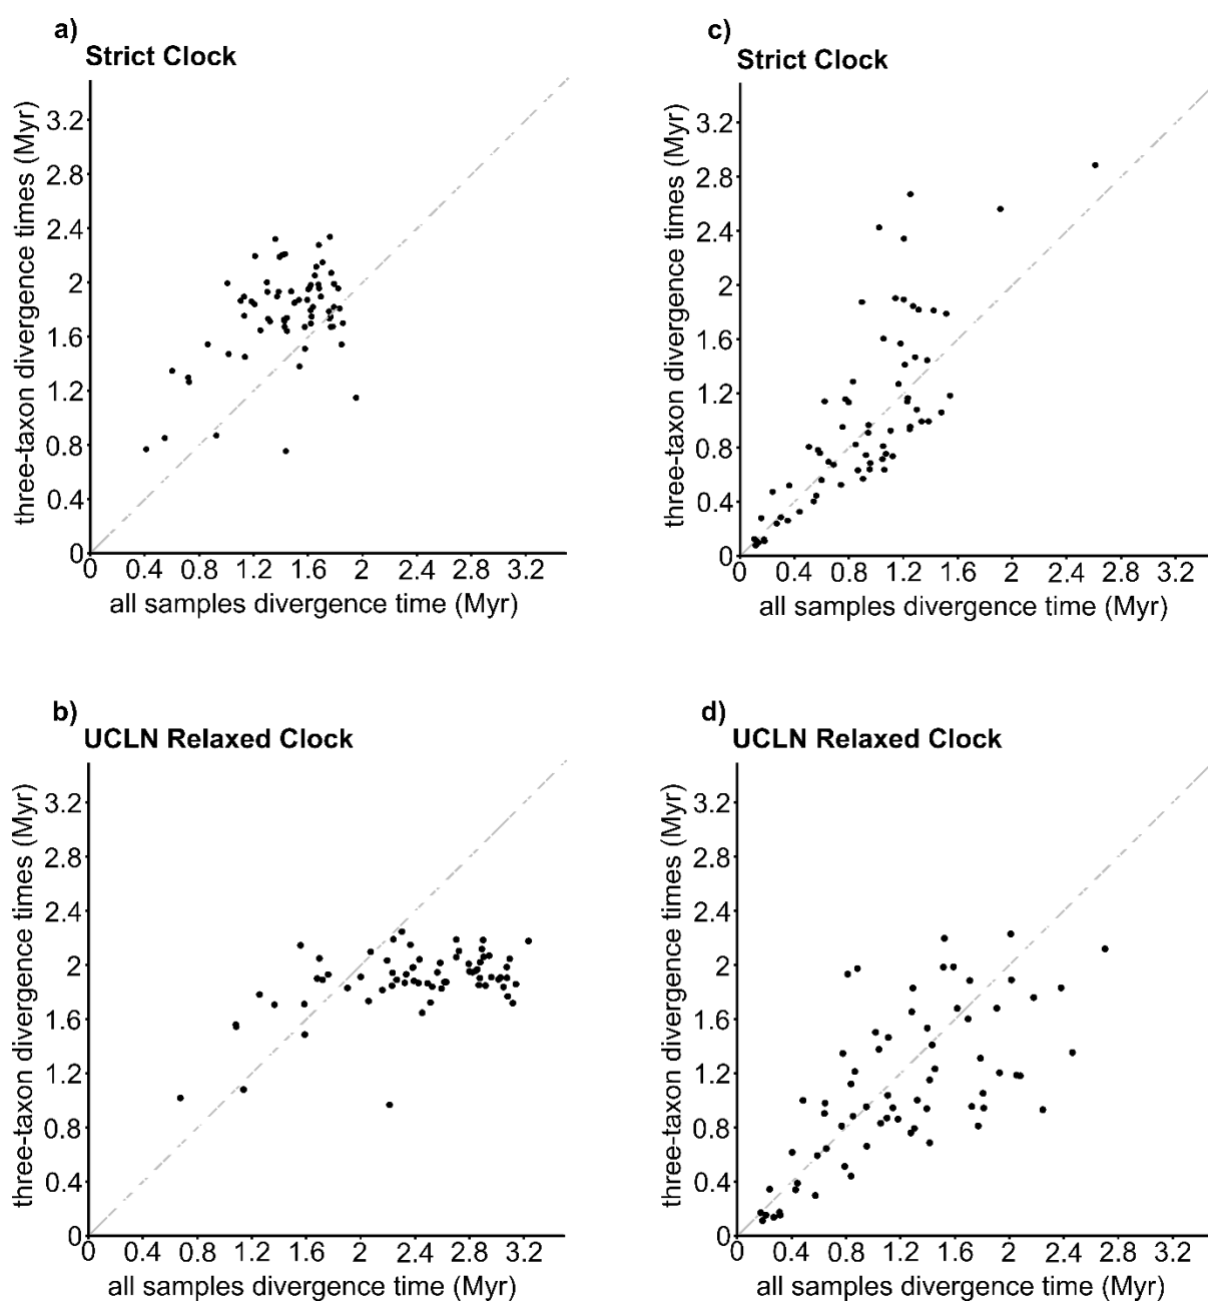 a)
Strict Clock
three-taxon divergence times (Myr)
3.2
2.8
2.4
2
1.6
1.2
0.8
0.4
0
0 0.4 0.8 1.2 1.6 2 2.4 2.8 3.2
all samples divergence time (Myr)
c)
Strict Clock
three-taxon divergence times (Myr)
3.2
2.8
2.4
2
1.6
1.2
0.8
0.4
0
0 0.4 0.8 1.2 1.6 2 2.4 2.8 3.2
all samples divergence time (Myr)
b)
UCLN Relaxed Clock
three-taxon divergence times (Myr)
3.2
2.8
2.4
2
1.6
1.2
0.8
0.4
0
0 0.4 0.8 1.2 1.6 2 2.4 2.8 3.2
all samples divergence time (Myr)
d)
UCLN Relaxed Clock
three-taxon divergence times (Myr)
3.2
2.8
2.4
2
1.6
1.2
0.8
0.4
0
0 0.4 0.8 1.2 1.6 2 2.4 2.8 3.2
all samples divergence time (Myr)